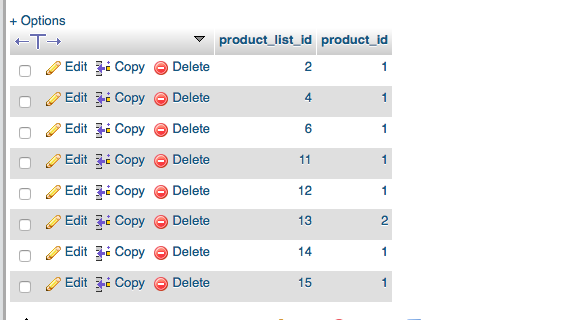 + Options
←T→ product_list_id product_id
Edit Copy Delete 2 1
Edit Copy Delete 4 1
Edit Copy Delete 6 1
Edit Copy Delete 11 1
Edit Copy Delete 12 1
Edit Copy Delete 13 2
Edit Copy Delete 14 1
Edit Copy Delete 15 1